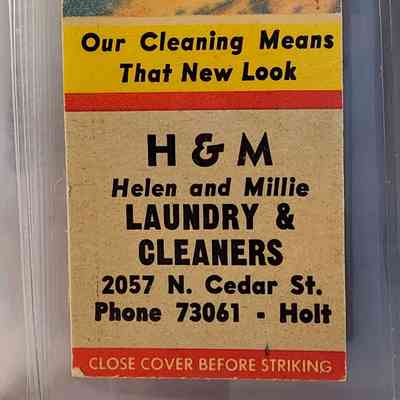 Our Cleaning Means
That New Look
H & M
Helen and Millie
LAUNDRY &
CLEANERS
2057 N. Cedar St.
Phone 73061 - Holt
CLOSE COVER BEFORE STRIKING